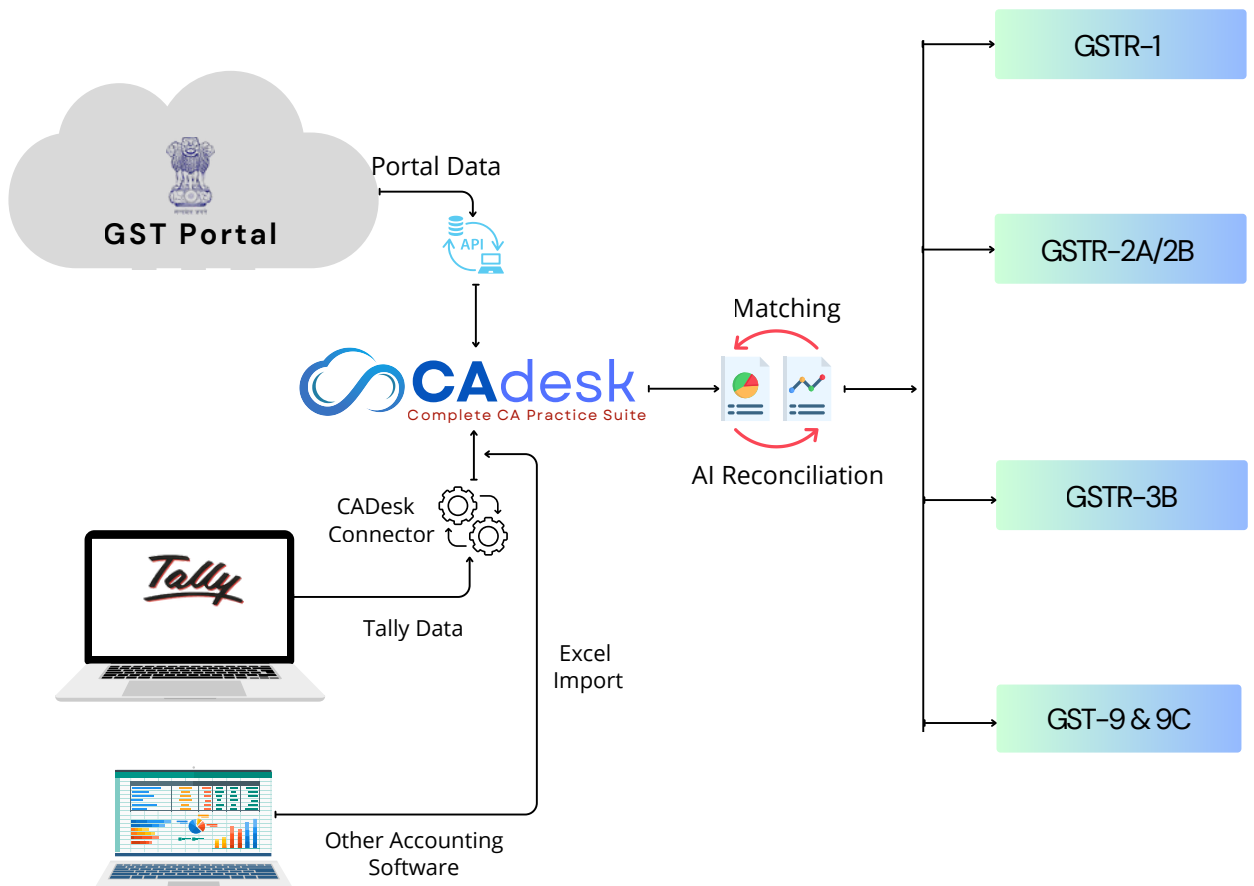 GSTR-1
Portal Data
GST Portal
API
GSTR-2A/2B
Matching
CAdesk
Complete CA Practice Suite
AI Reconciliation
GSTR-3B
CADesk
Connector
Tally
Tally Data
Excel
Import
GST-9 & 9C
Other Accounting
Software